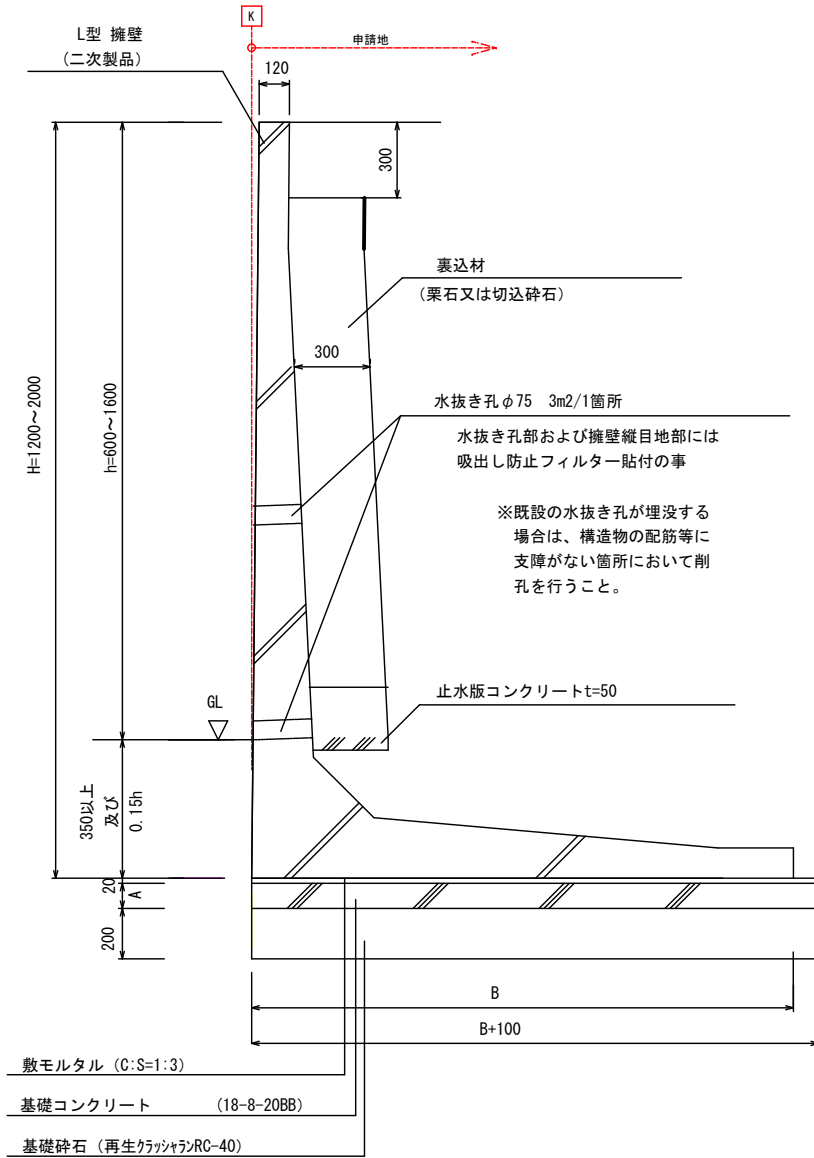 K
L型 擁壁
(二次製品)
申請地
120
300
H=1200～2000
h=600～1600
裏込材
(栗石又は切込砕石)
300
水抜き孔φ75 3m2/1箇所
水抜き孔部および擁壁縦目地部には
吸出し防止フィルター貼付の事
※既設の水抜き孔が埋没する
場合は、構造物の配筋等に
支障がない箇所において削
孔を行うこと。
止水版コンクリートt=50
GL
350以上
及び
0.15h
20
A
200
B
B+100
敷モルタル (C:S=1:3)
基礎コンクリート (18-8-20BB)
基礎砕石 (再生ｸﾗｯｼｬﾗﾝRC-40)